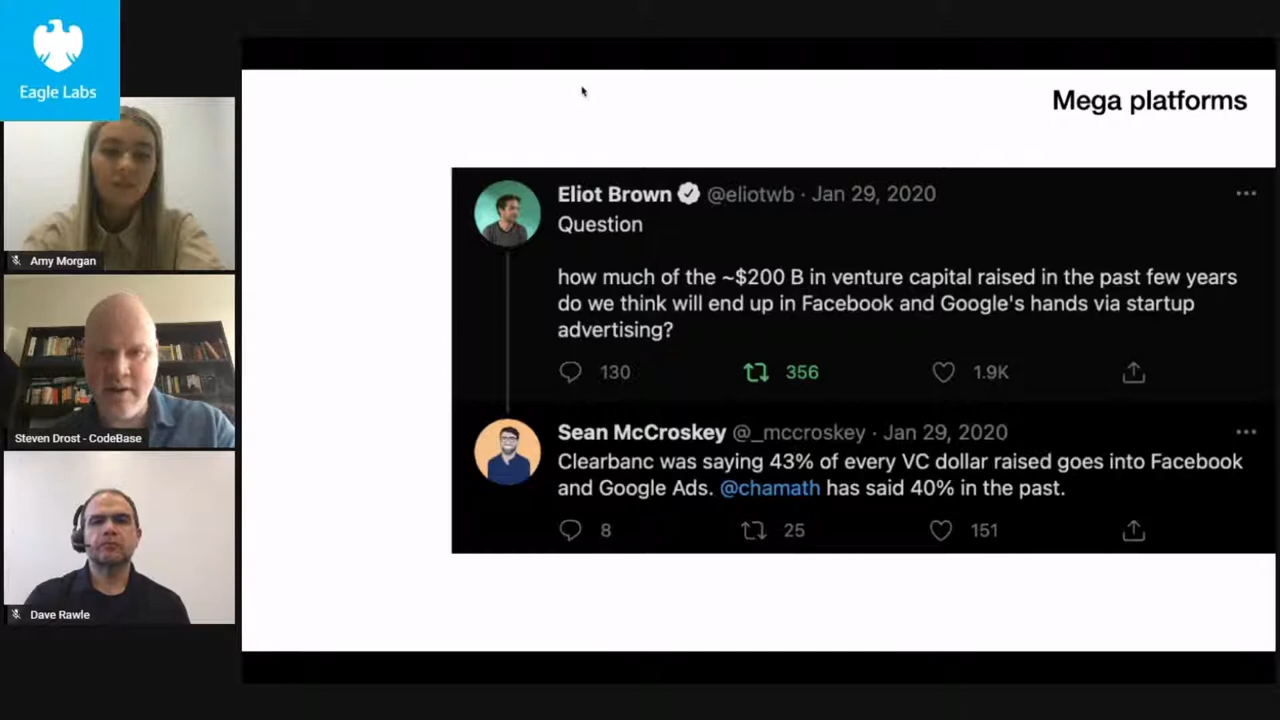 Eagle Labs
Amy Morgan
Steven Drost - CodeBase
Dave Rawle
Mega platforms
Eliot Brown @eliotwb · Jan 29, 2020
Question
how much of the ~$200 B in venture capital raised in the past few years
do we think will end up in Facebook and Google's hands via startup
advertising?
130 356 1.9K
Sean McCroskey @_mccroskey · Jan 29, 2020
Clearbanc was saying 43% of every VC dollar raised goes into Facebook
and Google Ads. @chamath has said 40% in the past.
8 25 151